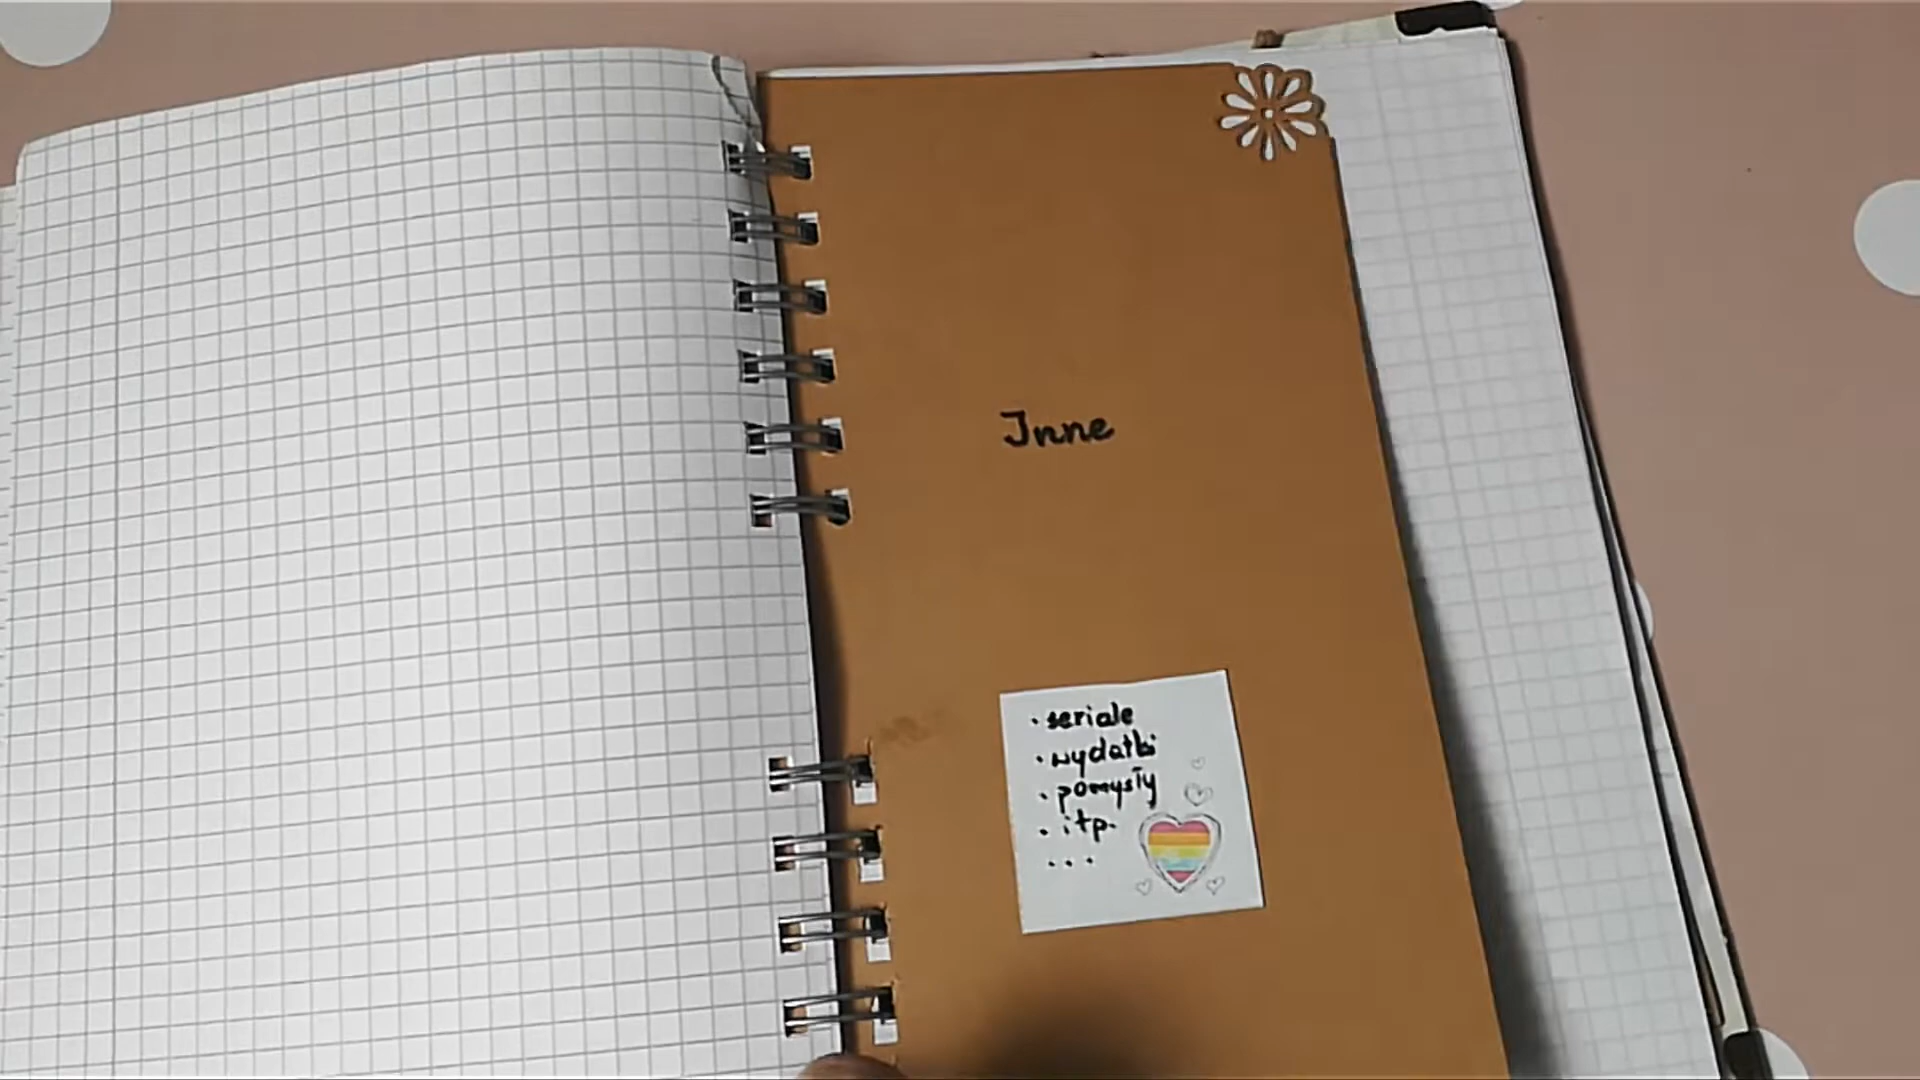 Inne
· seriale
· wydatki
· pomysły
· itp.
...